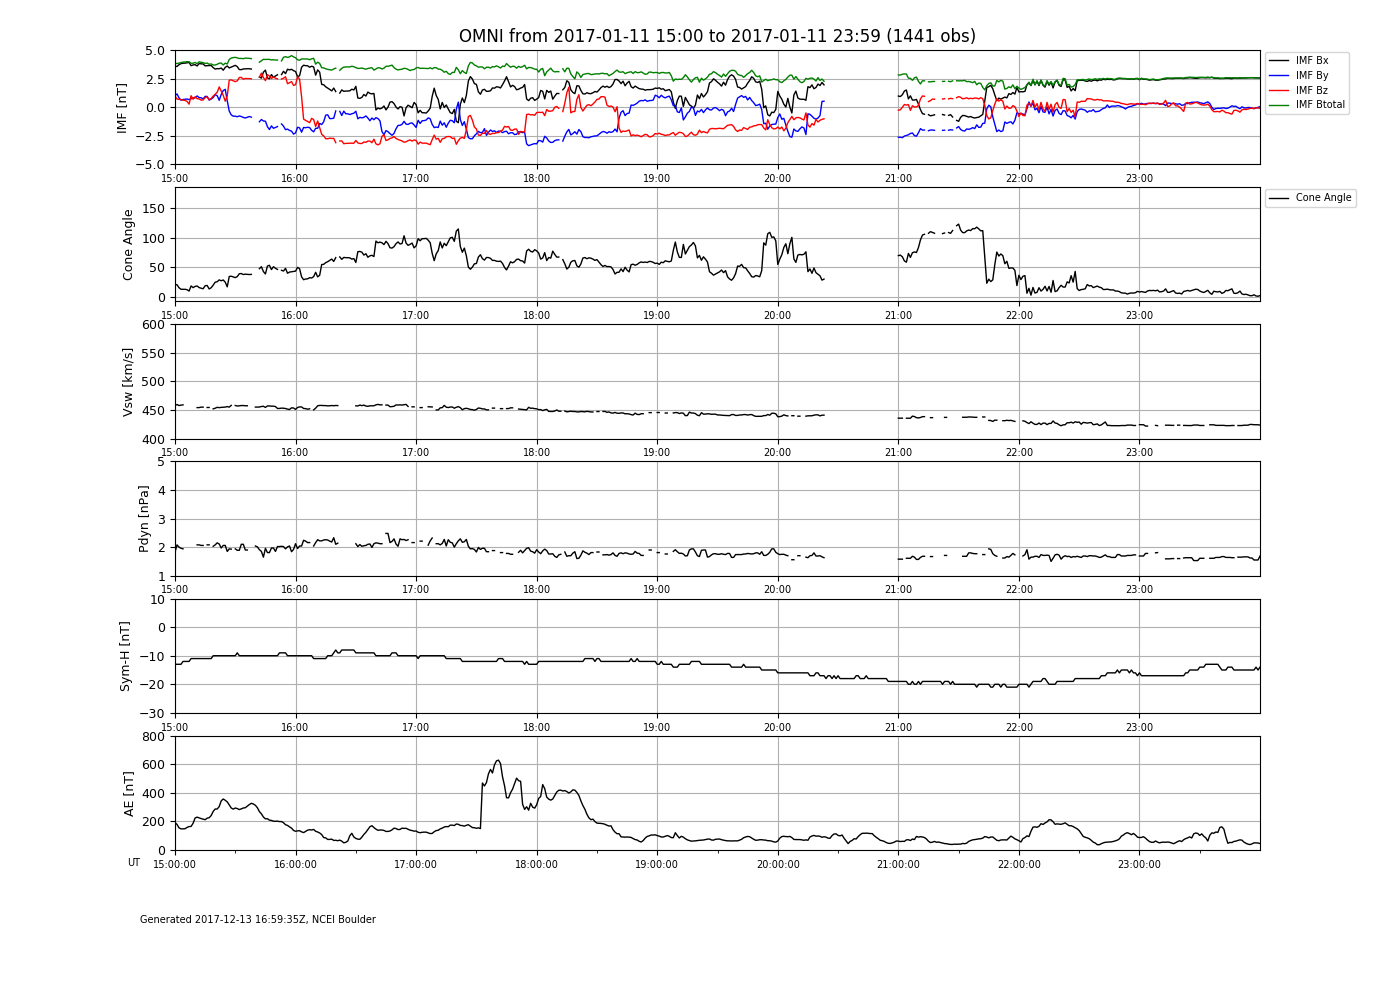 OMNI from 2017-01-11 15:00 to 2017-01-11 23:59 (1441 obs)
IMF [nT]
5.0
2.5
0.0
−2.5
−5.0
15:00 16:00 17:00 18:00 19:00 20:00 21:00 22:00 23:00
IMF Bx
IMF By
IMF Bz
IMF Btotal
Cone Angle
150
100
50
0
15:00 16:00 17:00 18:00 19:00 20:00 21:00 22:00 23:00
Cone Angle
Vsw [km/s]
600
550
500
450
400
15:00 16:00 17:00 18:00 19:00 20:00 21:00 22:00 23:00
Pdyn [nPa]
5
4
3
2
1
15:00 16:00 17:00 18:00 19:00 20:00 21:00 22:00 23:00
Sym-H [nT]
10
0
−10
−20
−30
15:00 16:00 17:00 18:00 19:00 20:00 21:00 22:00 23:00
AE [nT]
800
600
400
200
0
UT 15:00:00 16:00:00 17:00:00 18:00:00 19:00:00 20:00:00 21:00:00 22:00:00 23:00:00
Generated 2017-12-13 16:59:35Z, NCEI Boulder